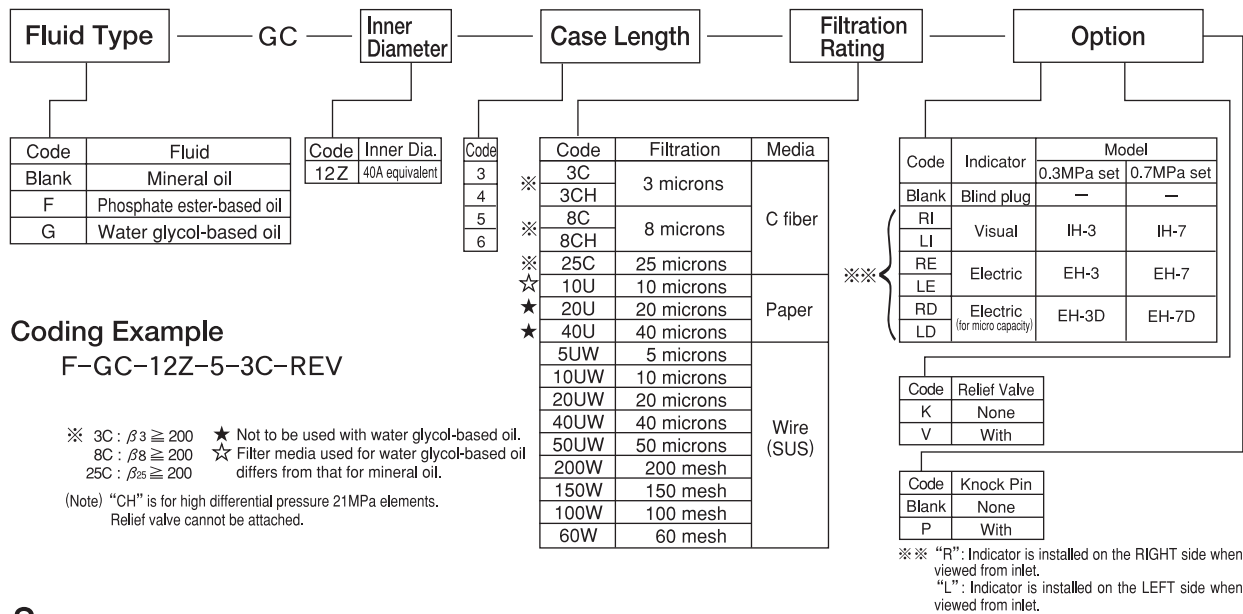 Fluid Type — GC — Inner Diameter — Case Length — Filtration Rating — Option
Code Fluid
Blank Mineral oil
F Phosphate ester-based oil
G Water glycol-based oil
Code Inner Dia.
12Z 40A equivalent
Code
3
4
5
6
Code Filtration Media
※ 3C 3 microns C fiber
3CH
※ 8C 8 microns
8CH
※ 25C 25 microns
☆ 10U 10 microns Paper
★ 20U 20 microns
★ 40U 40 microns
5UW 5 microns Wire (SUS)
10UW 10 microns
20UW 20 microns
40UW 40 microns
50UW 50 microns
200W 200 mesh
150W 150 mesh
100W 100 mesh
60W 60 mesh
Code Indicator Model
0.3MPa set 0.7MPa set
Blank Blind plug — —
※※ RI Visual IH-3 IH-7
LI
RE Electric EH-3 EH-7
LE
RD Electric (for micro capacity) EH-3D EH-7D
LD
Code Relief Valve
K None
V With
Code Knock Pin
Blank None
P With
※※ "R": Indicator is installed on the RIGHT side when
viewed from inlet.
"L": Indicator is installed on the LEFT side when
viewed from inlet.
Coding Example
F-GC-12Z-5-3C-REV
※ 3C : β3 ≧ 200
8C : β8 ≧ 200
25C : β25 ≧ 200
★ Not to be used with water glycol-based oil.
☆ Filter media used for water glycol-based oil
differs from that for mineral oil.
(Note) "CH" is for high differential pressure 21MPa elements.
Relief valve cannot be attached.